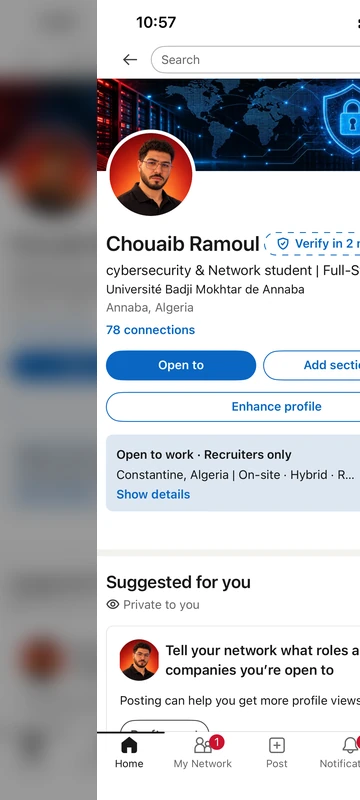 10:57
Search
Chouaib Ramoul
Verify in 2
cybersecurity & Network student | Full-S
Université Badji Mokhtar de Annaba
Annaba, Algeria
78 connections
Open to
Add secti
Enhance profile
Open to work · Recruiters only
Constantine, Algeria | On-site · Hybrid · R...
Show details
Suggested for you
Private to you
Tell your network what roles a
companies you're open to
Posting can help you get more profile views
1
Home
My Network
Post
Notificat